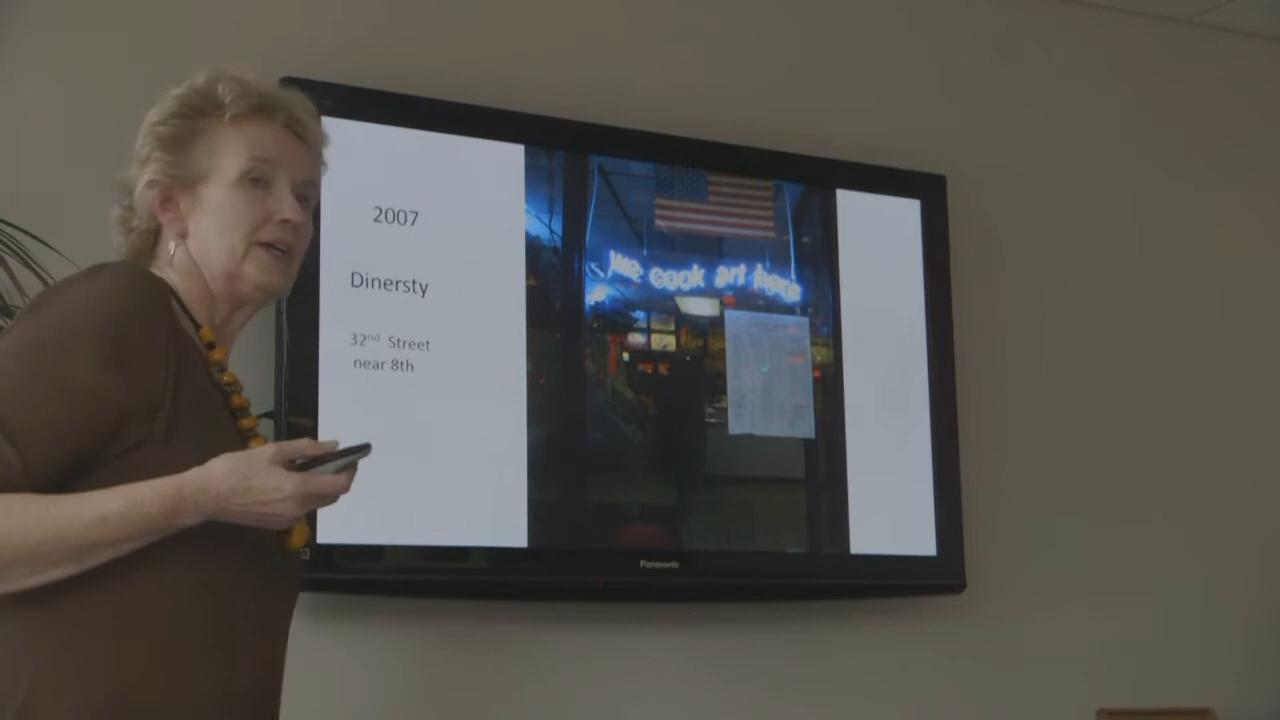 2007
Dinersty
32nd Street
near 8th
we cook art here
Panasonic